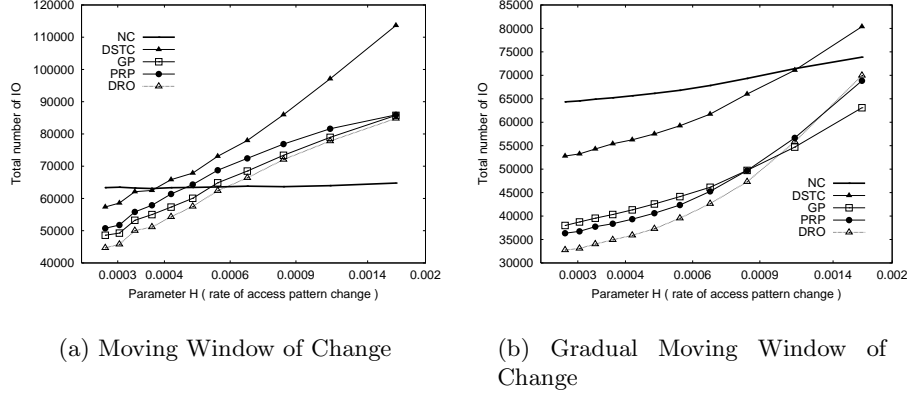 120000
110000
100000
90000
80000
70000
60000
50000
40000
Total number of IO
NC
DSTC
GP
PRP
DRO
0.0003
0.0004
0.0006
0.0009
0.0014
0.002
Parameter H ( rate of access pattern change )
(a) Moving Window of Change
85000
80000
75000
70000
65000
60000
55000
50000
45000
40000
35000
30000
Total number of IO
NC
DSTC
GP
PRP
DRO
0.0003
0.0004
0.0006
0.0009
0.0014
0.002
Parameter H ( rate of access pattern change )
(b) Gradual Moving Window of
Change